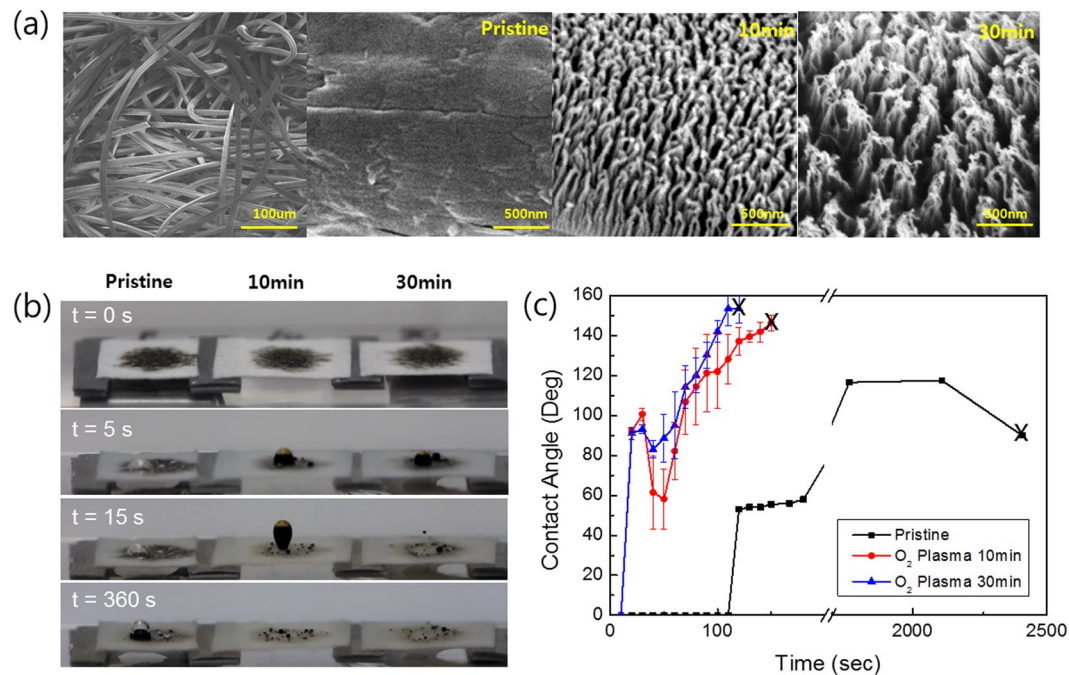 (a)
Pristine
10min
30min
100um
500nm
500nm
500nm
(b)
Pristine
10min
30min
t = 0 s
t = 5 s
t = 15 s
t = 360 s
(c)
160
140
120
100
80
60
40
20
0
Contact Angle (Deg)
X
X
X
Pristine
O₂ Plasma 10min
O₂ Plasma 30min
0
100
2000
2500
Time (sec)